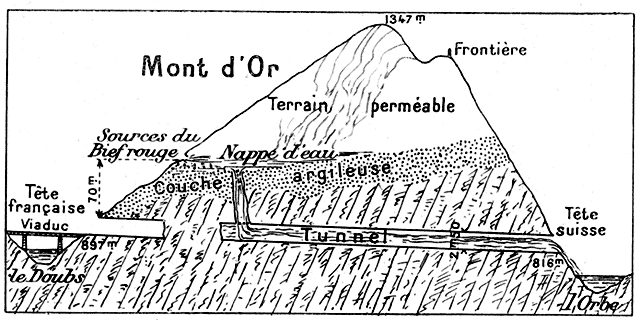 1347 m
Frontière
Mont d'Or
Terrain perméable
Sources du
Bief rouge
Nappe d'eau
Couche argileuse
70 m
Tête
française
Viaduc
897 m
le Doubs
Tunnel
Tête
suisse
816 m
l'Orbe